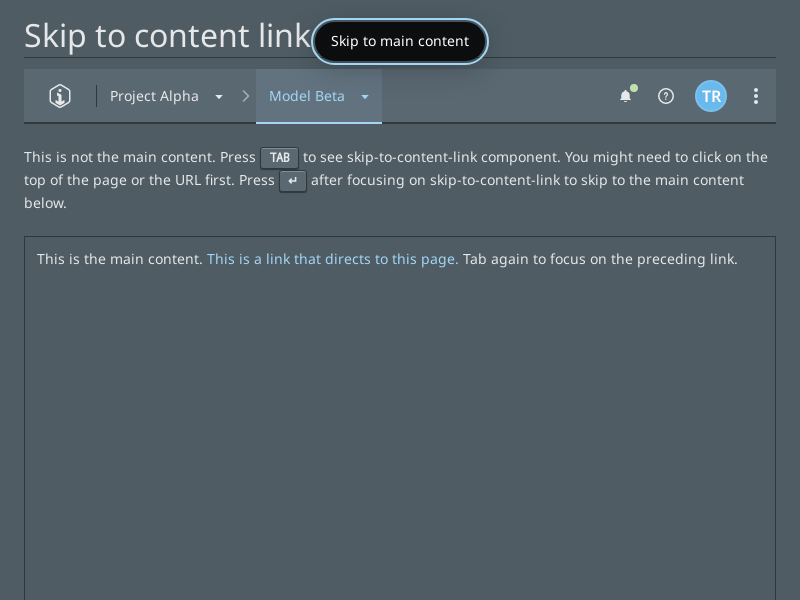 Skip to content link
Skip to main content
Project Alpha
Model Beta
TR
This is not the main content. Press TAB to see skip-to-content-link component. You might need to click on the
top of the page or the URL first. Press ↵ after focusing on skip-to-content-link to skip to the main content
below.
This is the main content. This is a link that directs to this page. Tab again to focus on the preceding link.